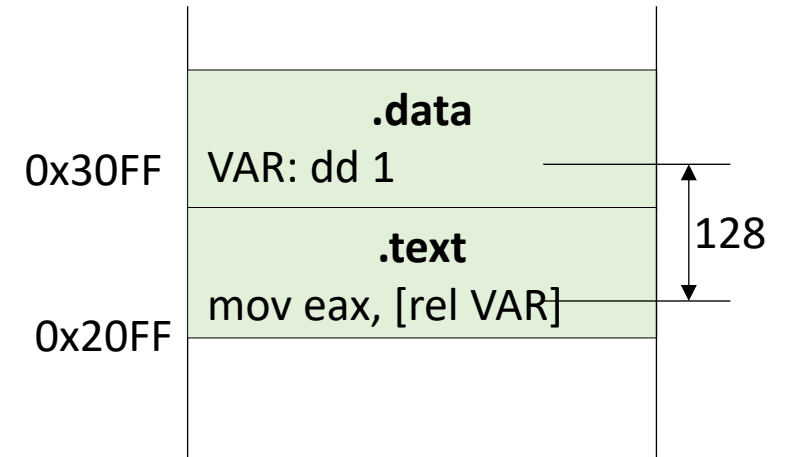 .data
0x30FF
VAR: dd 1
128
.text
mov eax, [rel VAR]
0x20FF